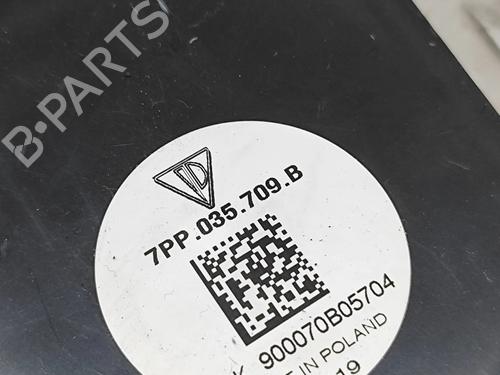 B-PARTS
7PP.035.709.B
900070B05704
IN POLAND
19